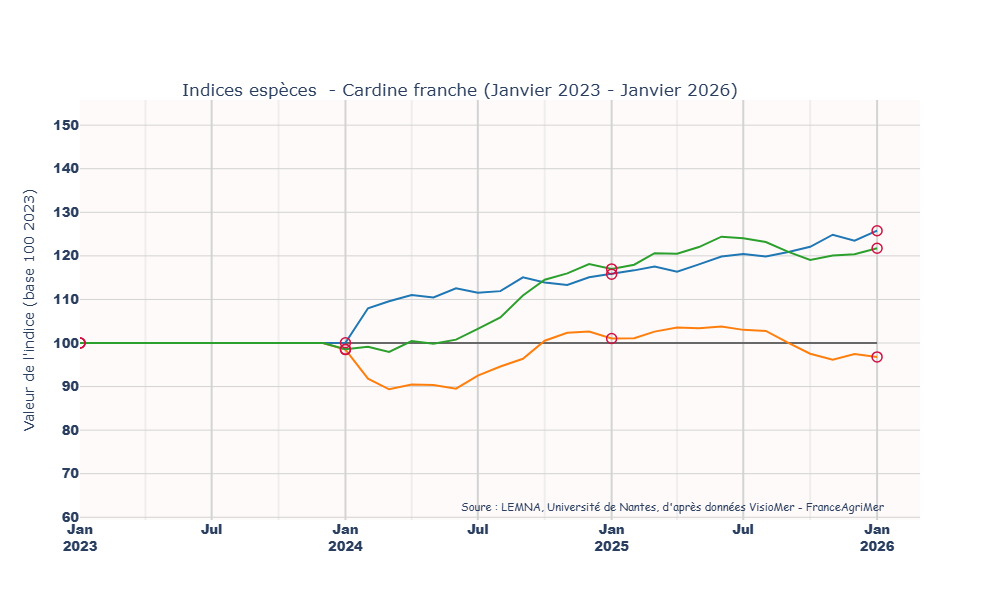 Indices espèces  - Cardine franche (Janvier 2023 - Janvier 2026)
Valeur de l'indice (base 100 2023)
150
140
130
120
110
100
90
80
70
60
Soure : LEMNA, Université de Nantes, d'après données VisioMer - FranceAgriMer
Jan Jul Jan Jul Jan Jul Jan
2023 2024 2025 2026